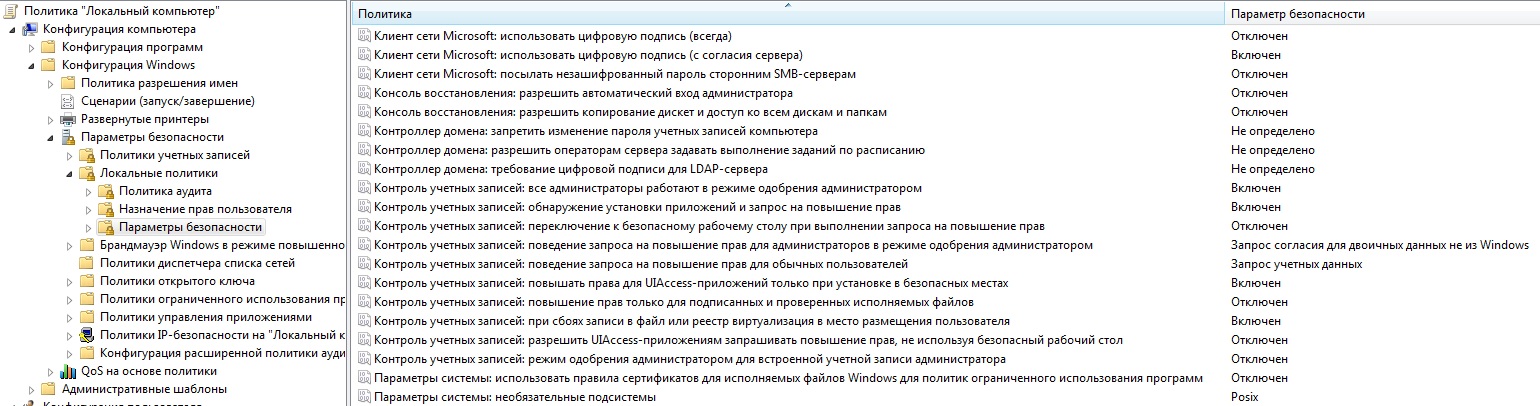 Политика "Локальный компьютер"
Конфигурация компьютера
Конфигурация программ
Конфигурация Windows
Политика разрешения имен
Сценарии (запуск/завершение)
Развернутые принтеры
Параметры безопасности
Политики учетных записей
Локальные политики
Политика аудита
Назначение прав пользователя
Параметры безопасности
Брандмауэр Windows в режиме повышенно
Политики диспетчера списка сетей
Политики открытого ключа
Политики ограниченного использования пр
Политики управления приложениями
Политики IP-безопасности на "Локальный к
Конфигурация расширенной политики ауди
QoS на основе политики
Административные шаблоны
Политика Параметр безопасности
Клиент сети Microsoft: использовать цифровую подпись (всегда) Отключен
Клиент сети Microsoft: использовать цифровую подпись (с согласия сервера) Включен
Клиент сети Microsoft: посылать незашифрованный пароль сторонним SMB-серверам Отключен
Консоль восстановления: разрешить автоматический вход администратора Отключен
Консоль восстановления: разрешить копирование дискет и доступ ко всем дискам и папкам Отключен
Контроллер домена: запретить изменение пароля учетных записей компьютера Не определено
Контроллер домена: разрешить операторам сервера задавать выполнение заданий по расписанию Не определено
Контроллер домена: требование цифровой подписи для LDAP-сервера Не определено
Контроль учетных записей: все администраторы работают в режиме одобрения администратором Включен
Контроль учетных записей: обнаружение установки приложений и запрос на повышение прав Включен
Контроль учетных записей: переключение к безопасному рабочему столу при выполнении запроса на повышение прав Отключен
Контроль учетных записей: поведение запроса на повышение прав для администраторов в режиме одобрения администратором Запрос согласия для двоичных данных не из Windows
Контроль учетных записей: поведение запроса на повышение прав для обычных пользователей Запрос учетных данных
Контроль учетных записей: повышать права для UIAccess-приложений только при установке в безопасных местах Включен
Контроль учетных записей: повышение прав только для подписанных и проверенных исполняемых файлов Отключен
Контроль учетных записей: при сбоях записи в файл или реестр виртуализация в место размещения пользователя Включен
Контроль учетных записей: разрешить UIAccess-приложениям запрашивать повышение прав, не используя безопасный рабочий стол Отключен
Контроль учетных записей: режим одобрения администратором для встроенной учетной записи администратора Отключен
Параметры системы: использовать правила сертификатов для исполняемых файлов Windows для политик ограниченного использования программ Отключен
Параметры системы: необязательные подсистемы Posix